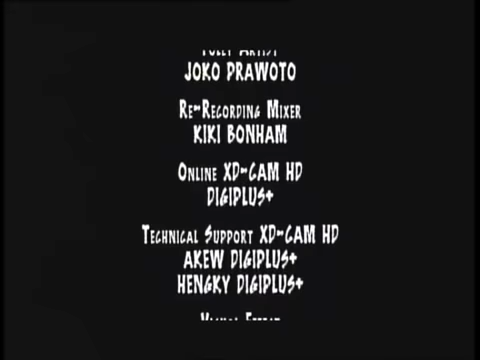 JOKO PRAWOTO
RE-RECORDING MIXER
KIKI BONHAM
ONLINE XD-CAM HD
DIGIPLUS+
TECHNICAL SUPPORT XD-CAM HD
AKEW DIGIPLUS+
HENGKY DIGIPLUS+